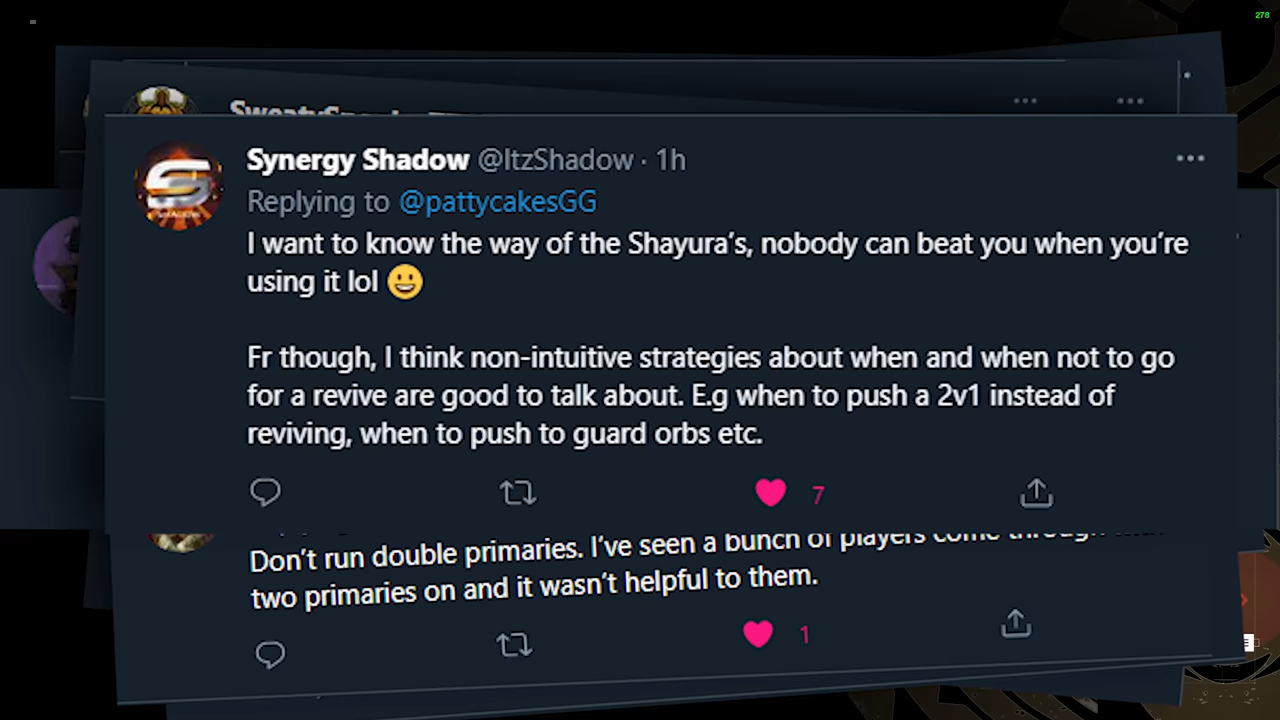 278
Synergy Shadow @ItzShadow · 1h
Replying to @pattycakesGG
I want to know the way of the Shayura's, nobody can beat you when you're
using it lol 😀
Fr though, I think non-intuitive strategies about when and when not to go
for a revive are good to talk about. E.g when to push a 2v1 instead of
reviving, when to push to guard orbs etc.
7
Don't run double primaries. I've seen a bunch of players come through
two primaries on and it wasn't helpful to them.
1